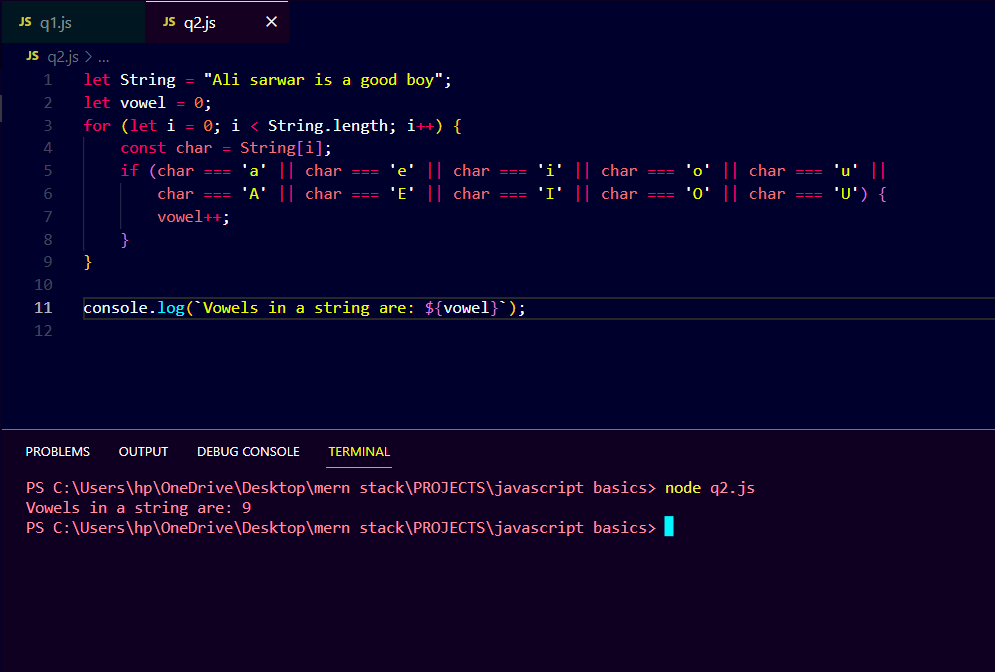 JS q1.js JS q2.js ×
JS q2.js > ...
1 let String = "Ali sarwar is a good boy";
2 let vowel = 0;
3 for (let i = 0; i < String.length; i++) {
4     const char = String[i];
5     if (char === 'a' || char === 'e' || char === 'i' || char === 'o' || char === 'u' ||
6         char === 'A' || char === 'E' || char === 'I' || char === 'O' || char === 'U') {
7         vowel++;
8     }
9 }
10
11 console.log(`Vowels in a string are: ${vowel}`);
12
PROBLEMS OUTPUT DEBUG CONSOLE TERMINAL
PS C:\Users\hp\OneDrive\Desktop\mern stack\PROJECTS\javascript basics> node q2.js
Vowels in a string are: 9
PS C:\Users\hp\OneDrive\Desktop\mern stack\PROJECTS\javascript basics>